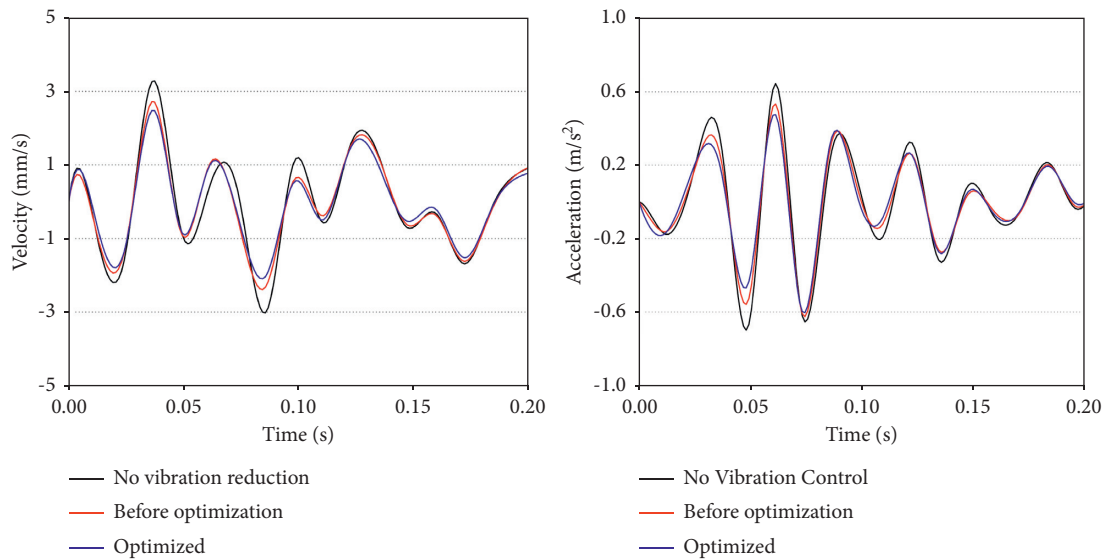 5
3
1
-1
-3
-5
Velocity (mm/s)
0.00 0.05 0.10 0.15 0.20
Time (s)
No vibration reduction
Before optimization
Optimized
1.0
0.6
0.2
-0.2
-0.6
-1.0
Acceleration (m/s²)
0.00 0.05 0.10 0.15 0.20
Time (s)
No Vibration Control
Before optimization
Optimized